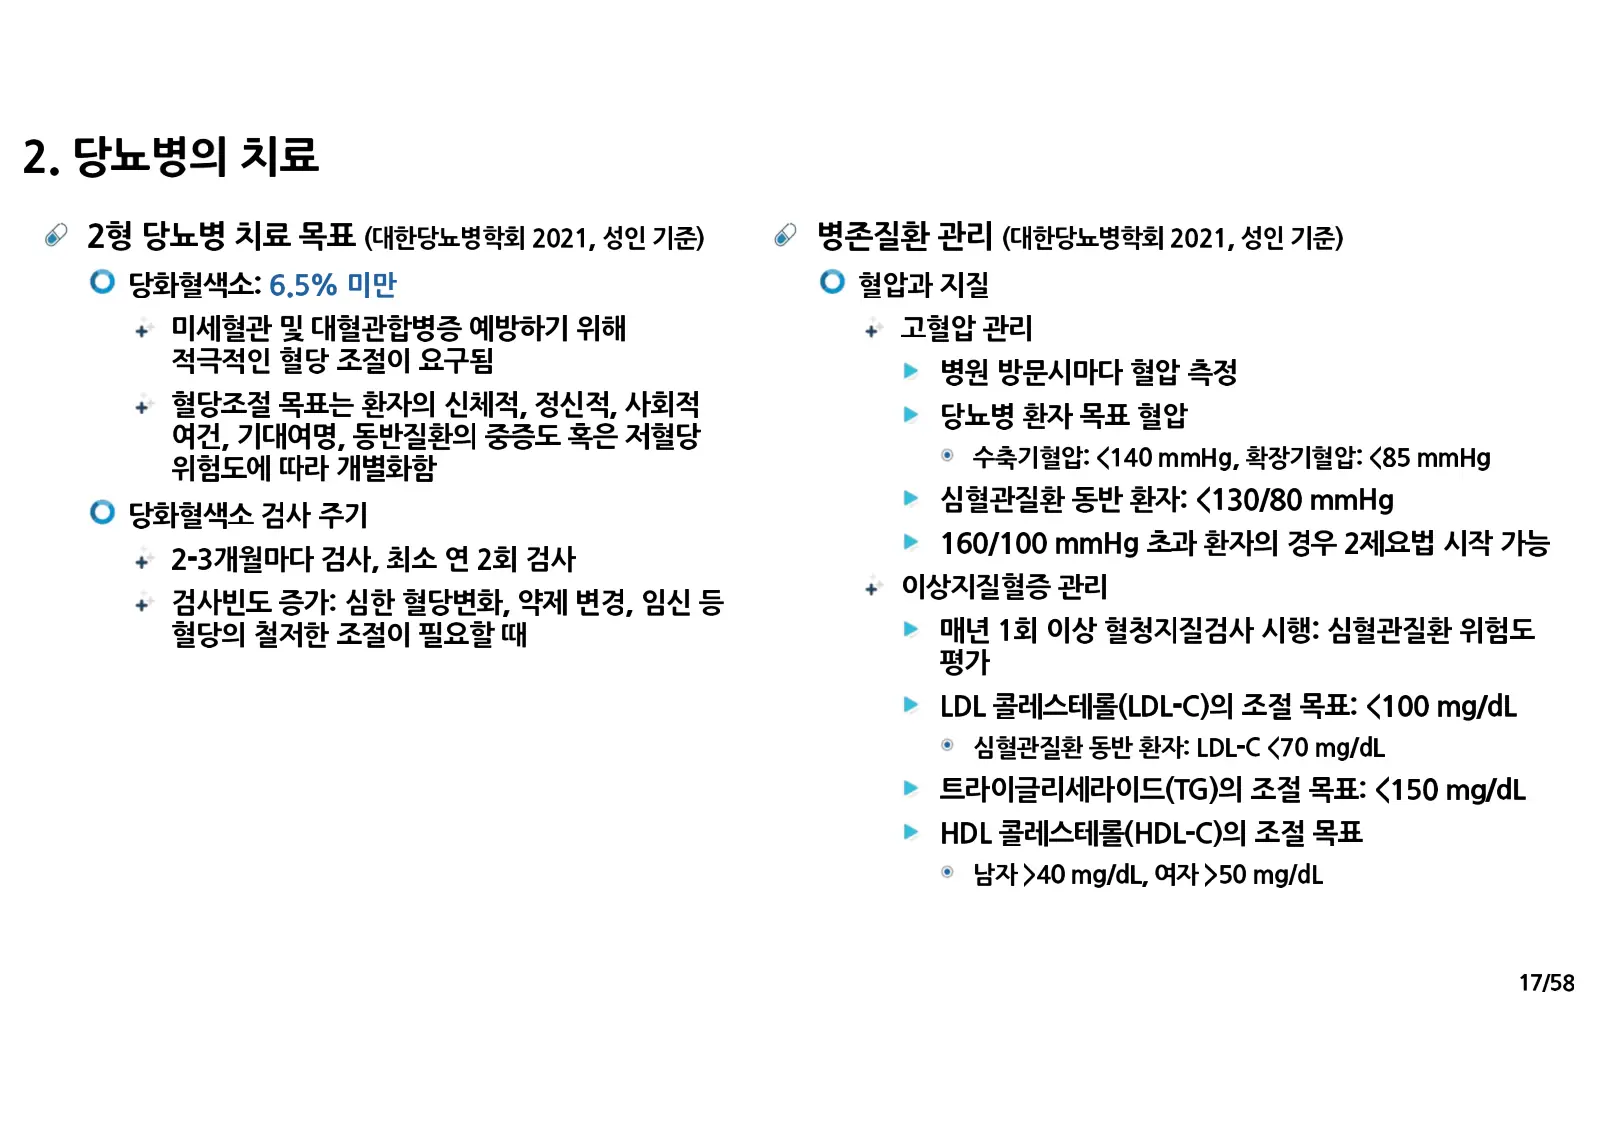 2. 당뇨병의 치료
2형 당뇨병 치료 목표 (대한당뇨병학회 2021, 성인 기준)
당화혈색소: 6.5% 미만
미세혈관 및 대혈관합병증 예방하기 위해
적극적인 혈당 조절이 요구됨
혈당조절 목표는 환자의 신체적, 정신적, 사회적
여건, 기대여명, 동반질환의 중증도 혹은 저혈당
위험도에 따라 개별화함
당화혈색소 검사 주기
2-3개월마다 검사, 최소 연 2회 검사
검사빈도 증가: 심한 혈당변화, 약제 변경, 임신 등
혈당의 철저한 조절이 필요할 때
병존질환 관리 (대한당뇨병학회 2021, 성인 기준)
혈압과 지질
고혈압 관리
병원 방문시마다 혈압 측정
당뇨병 환자 목표 혈압
수축기혈압: <140 mmHg, 확장기혈압: <85 mmHg
심혈관질환 동반 환자: <130/80 mmHg
160/100 mmHg 초과 환자의 경우 2제요법 시작 가능
이상지질혈증 관리
매년 1회 이상 혈청지질검사 시행: 심혈관질환 위험도
평가
LDL 콜레스테롤(LDL-C)의 조절 목표: <100 mg/dL
심혈관질환 동반 환자: LDL-C <70 mg/dL
트라이글리세라이드(TG)의 조절 목표: <150 mg/dL
HDL 콜레스테롤(HDL-C)의 조절 목표
남자 >40 mg/dL, 여자 >50 mg/dL
17/58